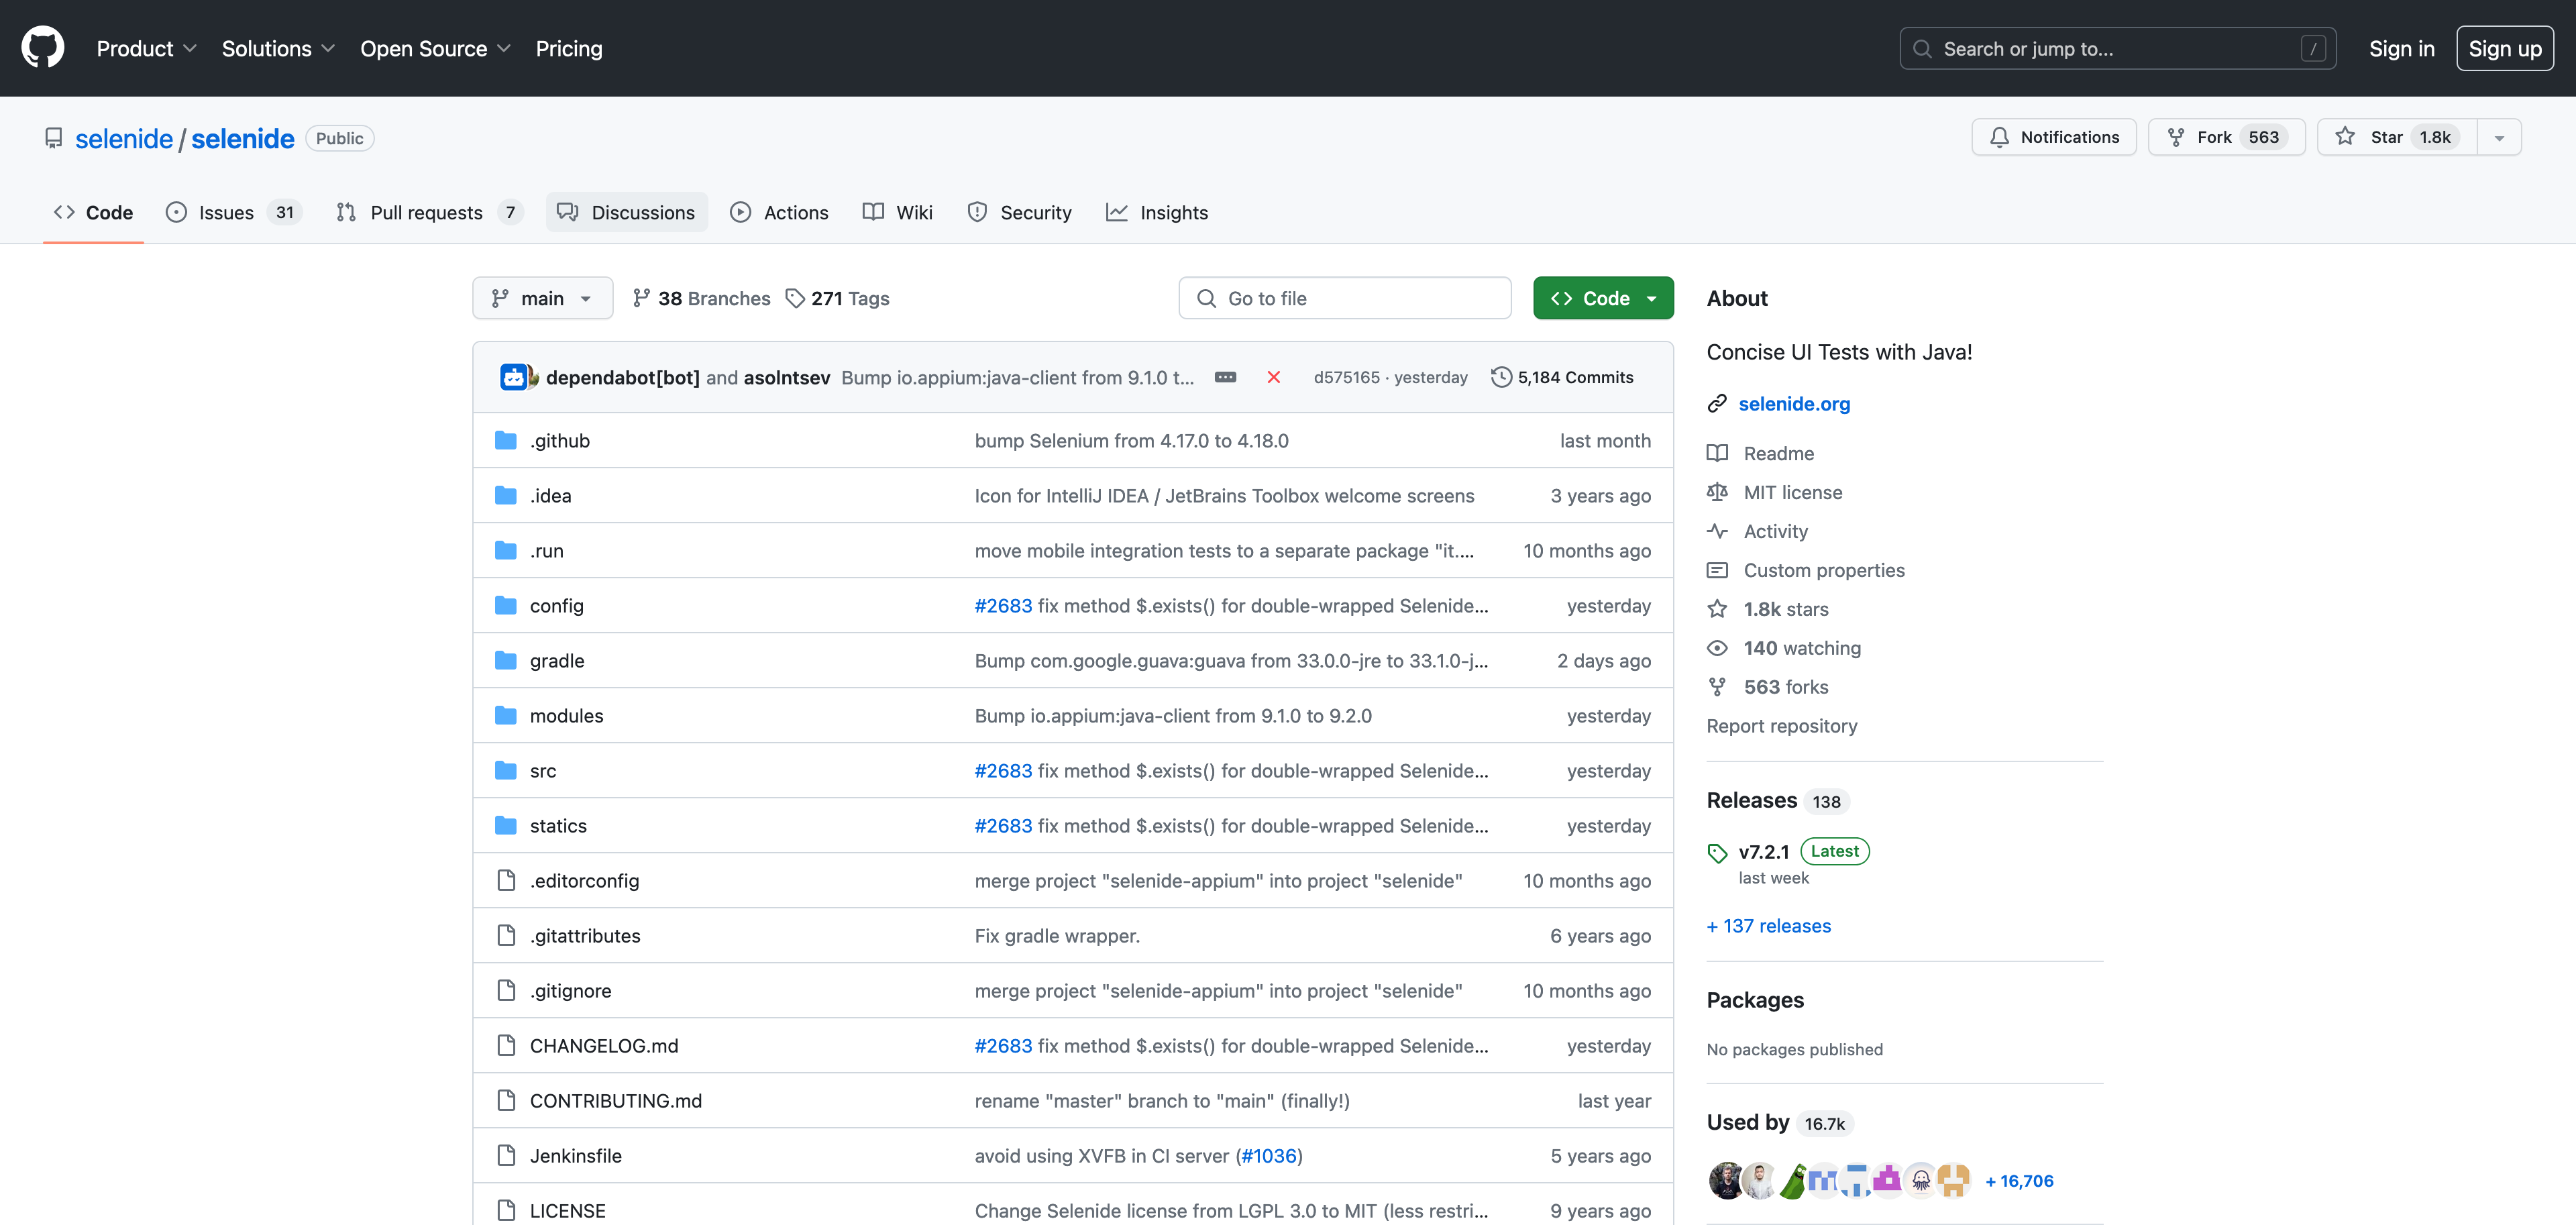 Product Solutions Open Source Pricing Search or jump to... / Sign in Sign up
selenide / selenide Public Notifications Fork 563 Star 1.8k
Code Issues 31 Pull requests 7 Discussions Actions Wiki Security Insights
main 38 Branches 271 Tags Go to file Code
dependabot[bot] and asolntsev Bump io.appium:java-client from 9.1.0 t... d575165 · yesterday 5,184 Commits
.github bump Selenium from 4.17.0 to 4.18.0 last month
.idea Icon for IntelliJ IDEA / JetBrains Toolbox welcome screens 3 years ago
.run move mobile integration tests to a separate package "it.... 10 months ago
config #2683 fix method $.exists() for double-wrapped Selenide... yesterday
gradle Bump com.google.guava:guava from 33.0.0-jre to 33.1.0-j... 2 days ago
modules Bump io.appium:java-client from 9.1.0 to 9.2.0 yesterday
src #2683 fix method $.exists() for double-wrapped Selenide... yesterday
statics #2683 fix method $.exists() for double-wrapped Selenide... yesterday
.editorconfig merge project "selenide-appium" into project "selenide" 10 months ago
.gitattributes Fix gradle wrapper. 6 years ago
.gitignore merge project "selenide-appium" into project "selenide" 10 months ago
CHANGELOG.md #2683 fix method $.exists() for double-wrapped Selenide... yesterday
CONTRIBUTING.md rename "master" branch to "main" (finally!) last year
Jenkinsfile avoid using XVFB in CI server (#1036) 5 years ago
LICENSE Change Selenide license from LGPL 3.0 to MIT (less restri... 9 years ago
About
Concise UI Tests with Java!
selenide.org
Readme
MIT license
Activity
Custom properties
1.8k stars
140 watching
563 forks
Report repository
Releases 138
v7.2.1 Latest
last week
+ 137 releases
Packages
No packages published
Used by 16.7k
+ 16,706